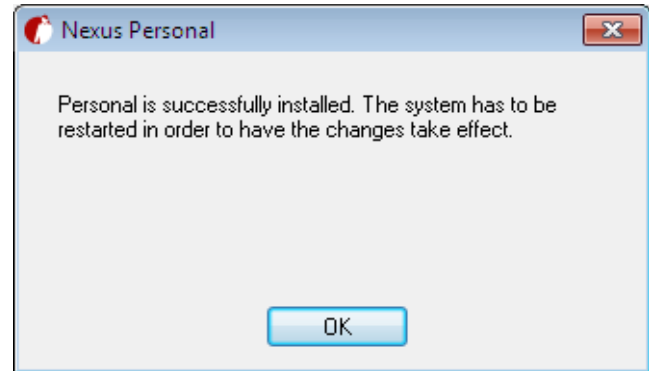 Nexus Personal
Personal is successfully installed. The system has to be
restarted in order to have the changes take effect.
OK